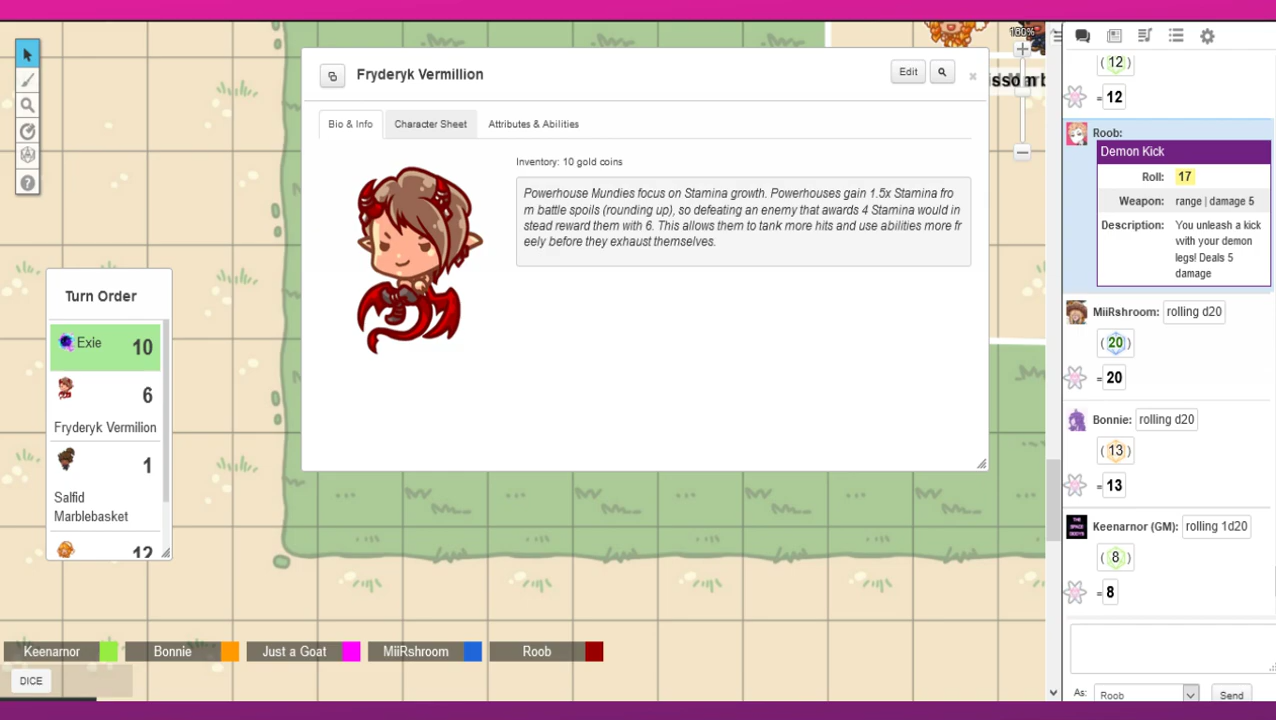 Fryderyk Vermillion
Edit
Bio & Info
Character Sheet
Attributes & Abilities
Inventory: 10 gold coins
Powerhouse Mundies focus on Stamina growth. Powerhouses gain 1.5x Stamina fro
m battle spoils (rounding up), so defeating an enemy that awards 4 Stamina would in
stead reward them with 6. This allows them to tank more hits and use abilities more fr
eely before they exhaust themselves.
Turn Order
Exie 10
6
Fryderyk Vermilion
1
Salfid
Marblebasket
12
Keenarnor
Bonnie
Just a Goat
MiiRshroom
Roob
DICE
(12)
= 12
Roob:
Demon Kick
Roll: 17
Weapon: range | damage 5
Description: You unleash a kick
with your demon
legs! Deals 5
damage
MiiRshroom: rolling d20
(20)
= 20
Bonnie: rolling d20
(13)
= 13
THE
SPACE
Keenarnor (GM): rolling 1d20
(8)
= 8
As: Roob
Send